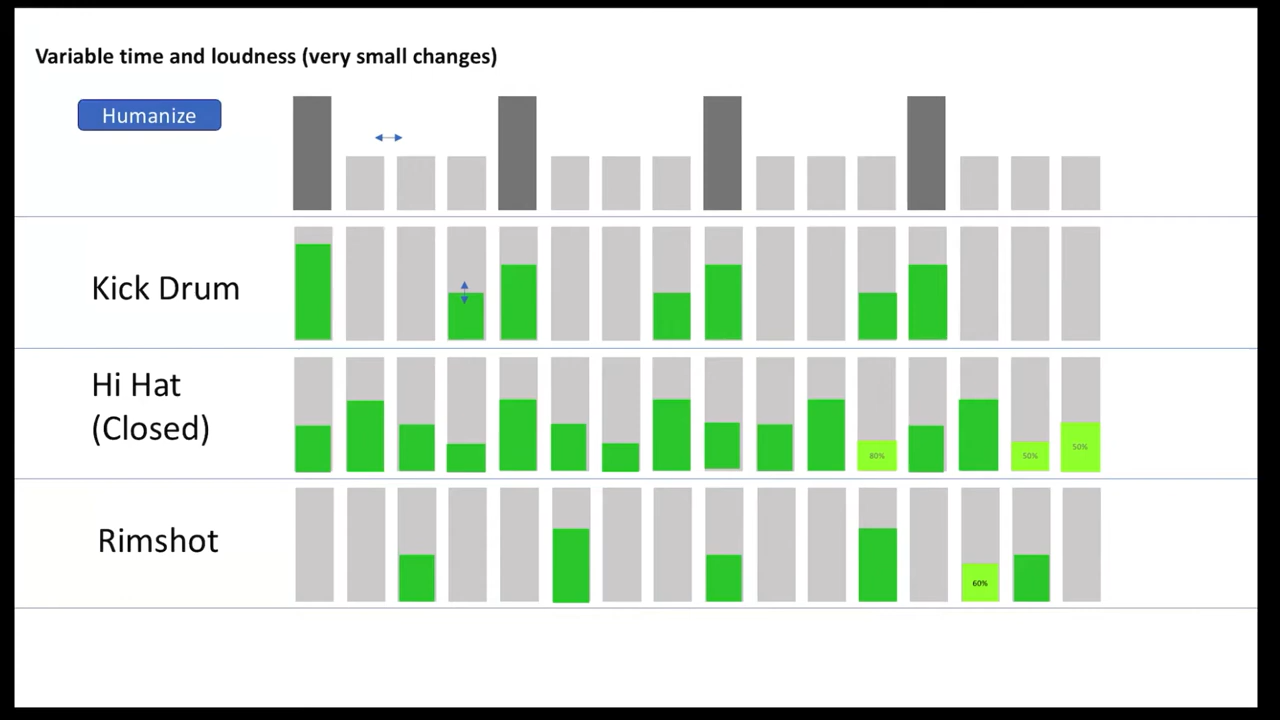 Variable time and loudness (very small changes)
Humanize
Kick Drum
Hi Hat
(Closed)
80%
50%
50%
Rimshot
60%